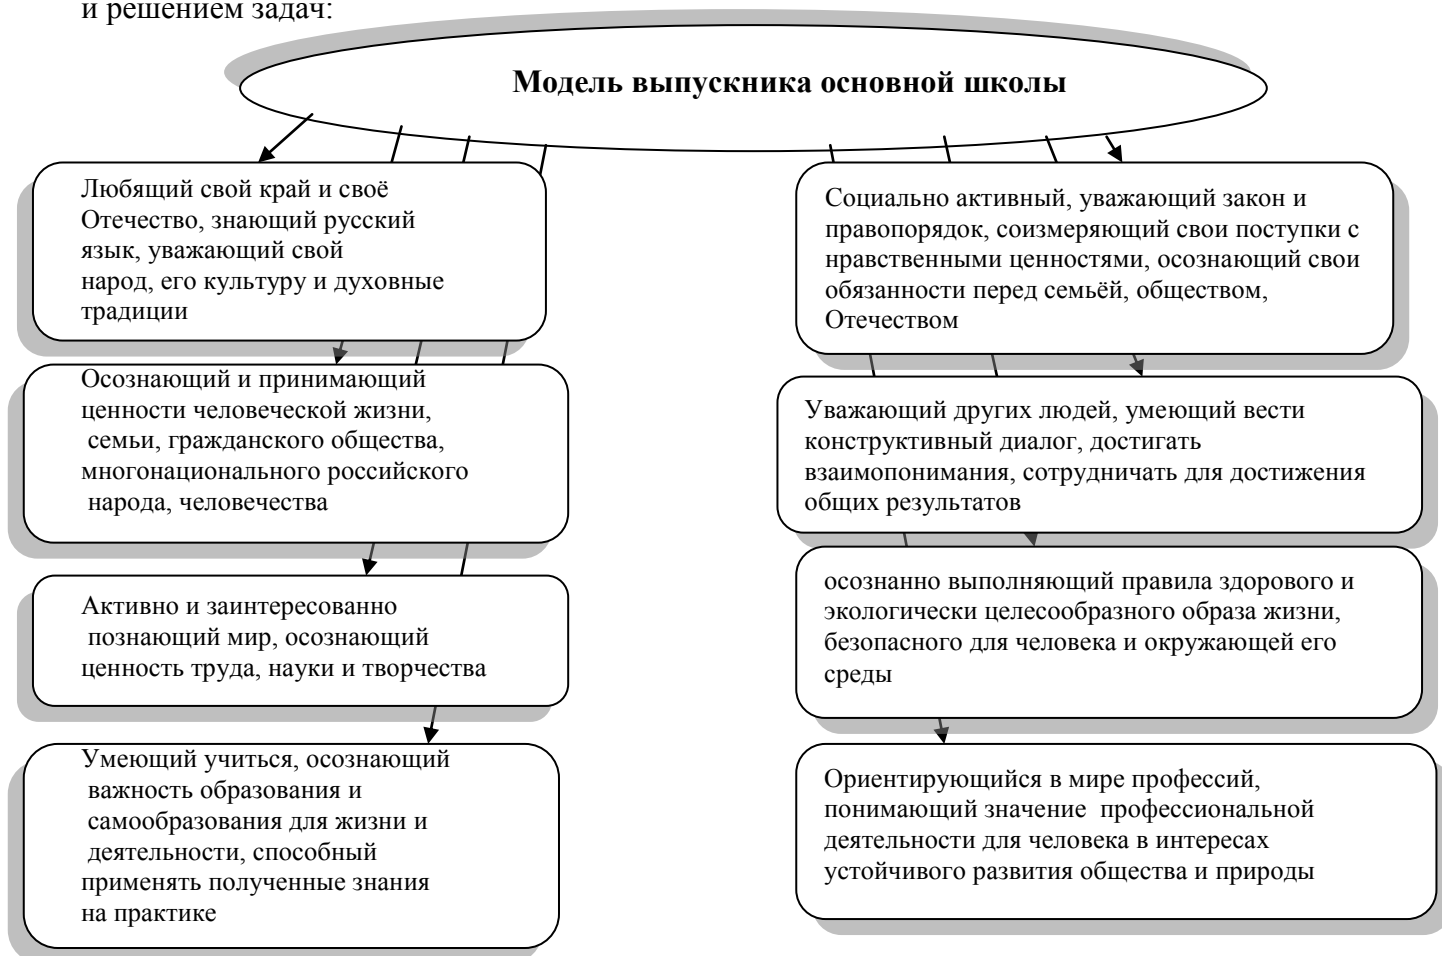 и решением задач:
Модель выпускника основной школы
Любящий свой край и своё
Отечество, знающий русский
язык, уважающий свой
народ, его культуру и духовные
традиции
Осознающий и принимающий
ценности человеческой жизни,
семьи, гражданского общества,
многонационального российского
народа, человечества
Активно и заинтересованно
познающий мир, осознающий
ценность труда, науки и творчества
Умеющий учиться, осознающий
важность образования и
самообразования для жизни и
деятельности, способный
применять полученные знания
на практике
Социально активный, уважающий закон и
правопорядок, соизмеряющий свои поступки с
нравственными ценностями, осознающий свои
обязанности перед семьёй, обществом,
Отечеством
Уважающий других людей, умеющий вести
конструктивный диалог, достигать
взаимопонимания, сотрудничать для достижения
общих результатов
осознанно выполняющий правила здорового и
экологически целесообразного образа жизни,
безопасного для человека и окружающей его
среды
Ориентирующийся в мире профессий,
понимающий значение профессиональной
деятельности для человека в интересах
устойчивого развития общества и природы